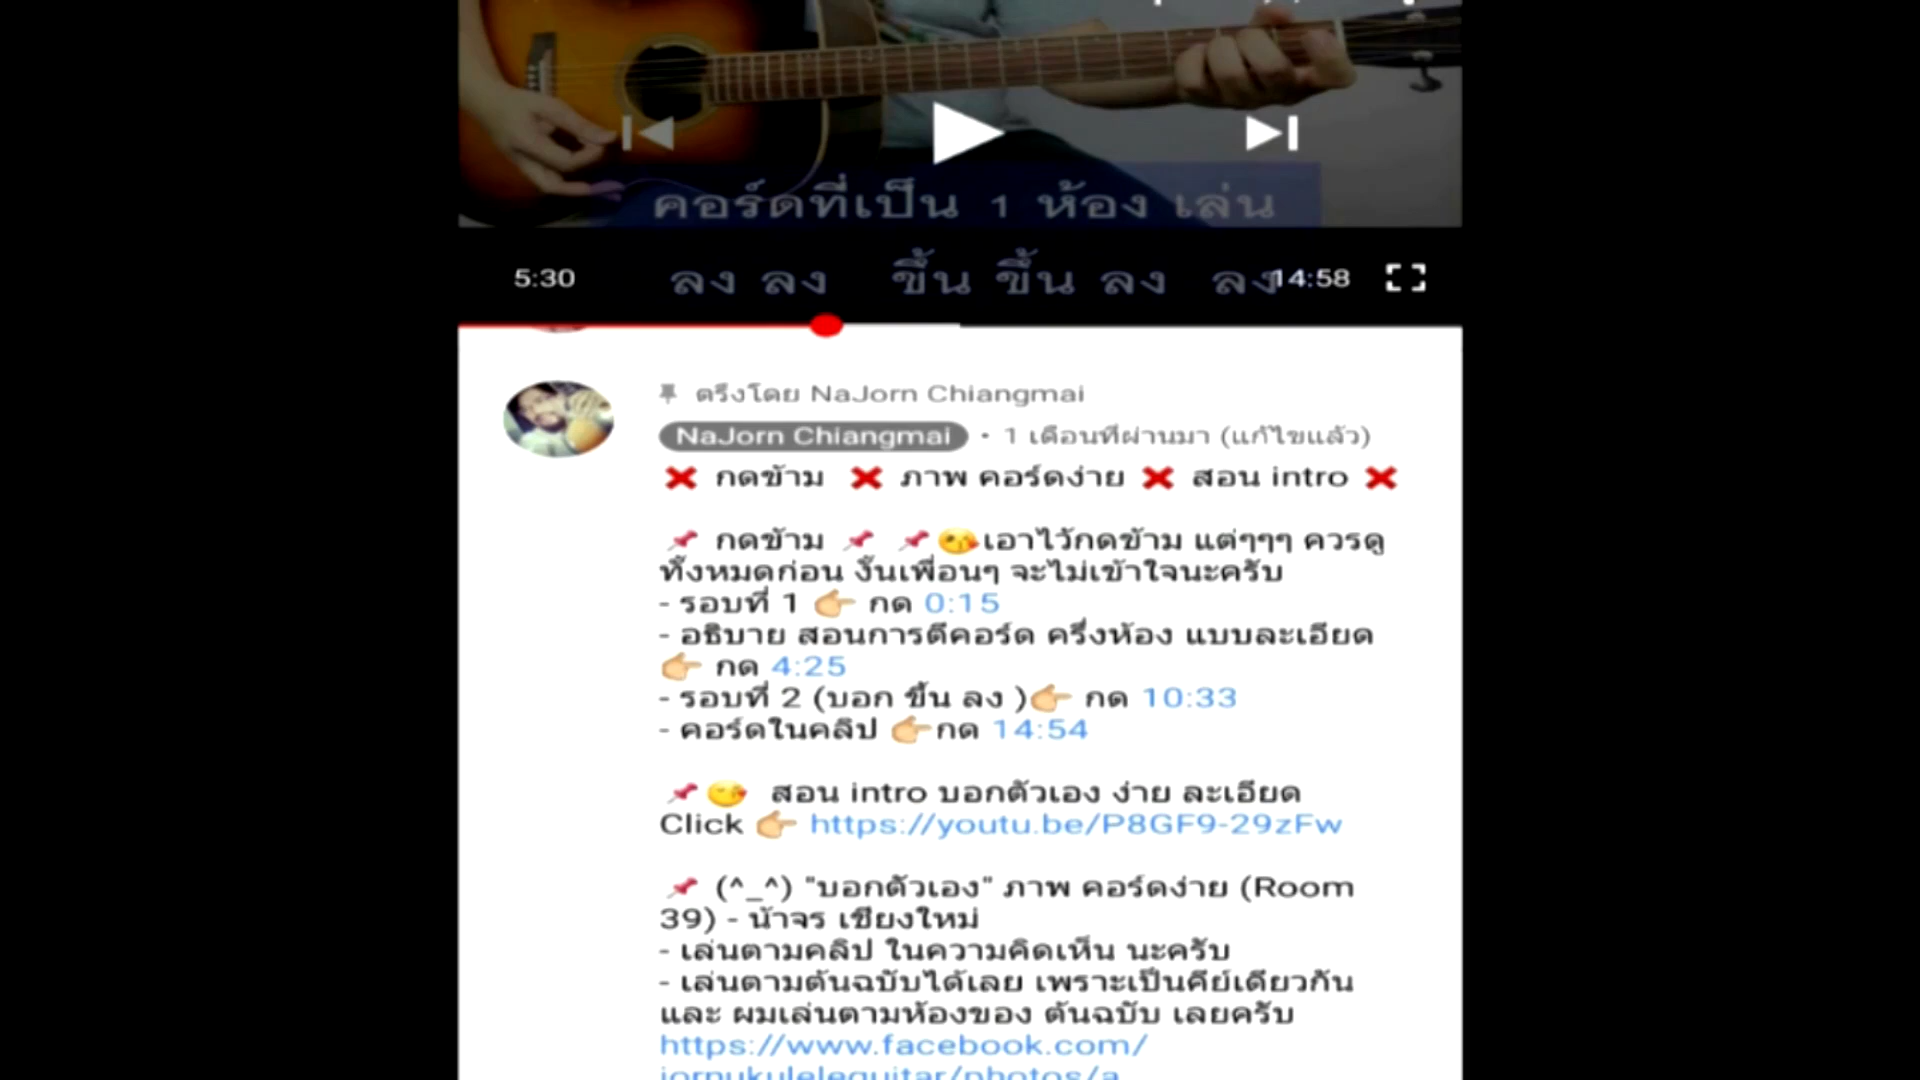 คอร์ดที่เป็น 1 ห้อง เล่น
5:30 ลง ลง ขึ้น ขึ้น ลง ลง 14:58
ตรึงโดย NaJorn Chiangmai
NaJorn Chiangmai • 1 เดือนที่ผ่านมา (แก้ไขแล้ว)
❌ กดข้าม ❌ ภาพ คอร์ดง่าย ❌ สอน intro ❌
📌 กดข้าม 📌 📌😘เอาไว้กดข้าม แต่ๆๆๆ ควรดู
ทั้งหมดก่อน งั้นเพื่อนๆ จะไม่เข้าใจนะครับ
- รอบที่ 1 👉 กด 0:15
- อธิบาย สอนการตีคอร์ด ครึ่งห้อง แบบละเอียด
👉 กด 4:25
- รอบที่ 2 (บอก ขึ้น ลง )👉 กด 10:33
- คอร์ดในคลิป 👉กด 14:54
📌😘 สอน intro บอกตัวเอง ง่าย ละเอียด
Click 👉 https://youtu.be/P8GF9-29zFw
📌 (^_^) "บอกตัวเอง" ภาพ คอร์ดง่าย (Room
39) - น้าจร เชียงใหม่
- เล่นตามคลิป ในความคิดเห็น นะครับ
- เล่นตามต้นฉบับได้เลย เพราะเป็นคีย์เดียวกัน
และ ผมเล่นตามห้องของ ต้นฉบับ เลยครับ
https://www.facebook.com/
jornukuleleguitar/photos/a